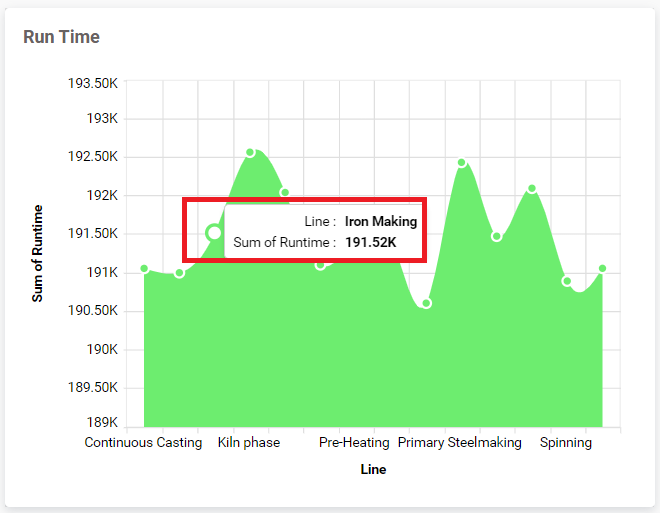 Run Time
193.50K
193K
192.50K
192K
191.50K
191K
190.50K
190K
189.50K
189K
Sum of Runtime
Line : Iron Making
Sum of Runtime : 191.52K
Continuous Casting Kiln phase Pre-Heating Primary Steelmaking Spinning
Line